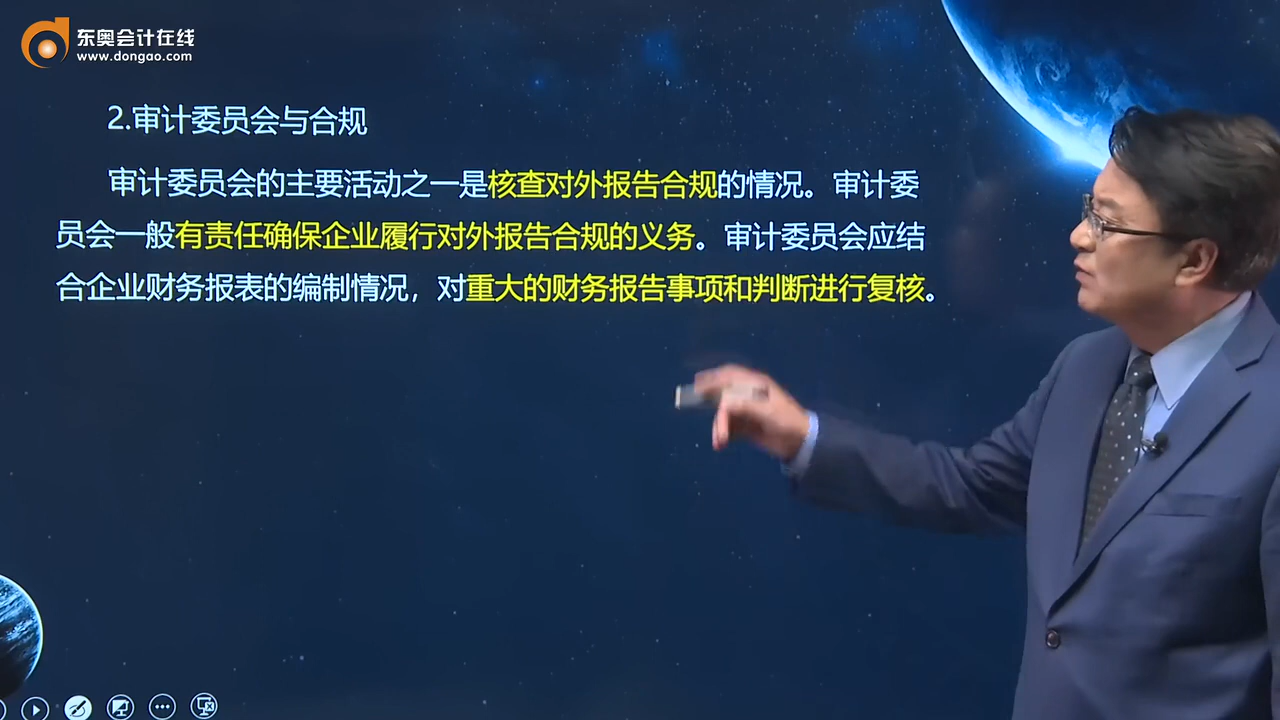 东奥会计在线
www.dongao.com
2.审计委员会与合规
审计委员会的主要活动之一是核查对外报告合规的情况。审计委
员会一般有责任确保企业履行对外报告合规的义务。审计委员会应结
合企业财务报表的编制情况，对重大的财务报告事项和判断进行复核。